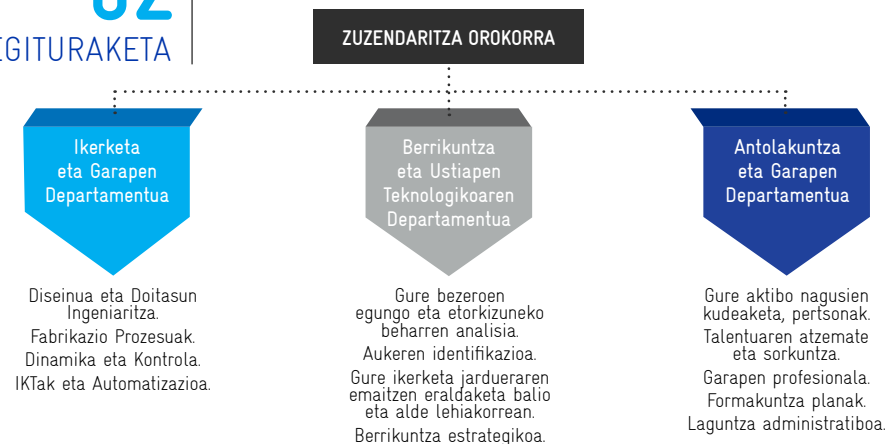 02
EGITURAKETA
ZUZENDARITZA OROKORRA
Ikerketa
eta Garapen
Departamentua
Diseinua eta Doitasun
Ingeniaritza.
Fabrikazio Prozesuak.
Dinamika eta Kontrola.
IKTak eta Automatizazioa.
Berrikuntza
eta Ustiapen
Teknologikoaren
Departamentua
Gure bezeroen
egungo eta etorkizuneko
beharren analisia.
Aukeren identifikazioa.
Gure ikerketa jardueraren
emaitzen eraldaketa balio
eta alde lehiakorrean.
Berrikuntza estrategikoa.
Antolakuntza
eta Garapen
Departamentua
Gure aktibo nagusien
kudeaketa, pertsonak.
Talentuaren atzemate
eta sorkuntza.
Garapen profesionala.
Formakuntza planak.
Laguntza administratiboa.